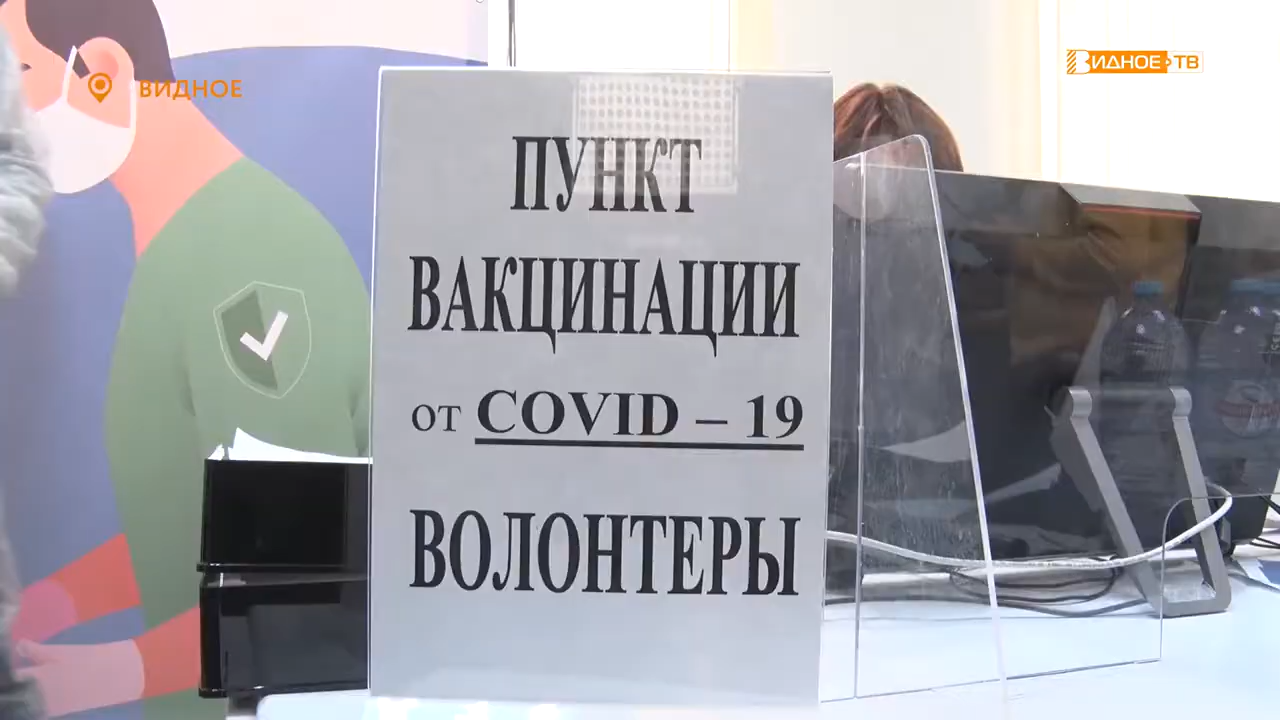 ВИДНОЕ
ВИДНОЕ ТВ
ПУНКТ
ВАКЦИНАЦИИ
от COVID – 19
ВОЛОНТЕРЫ